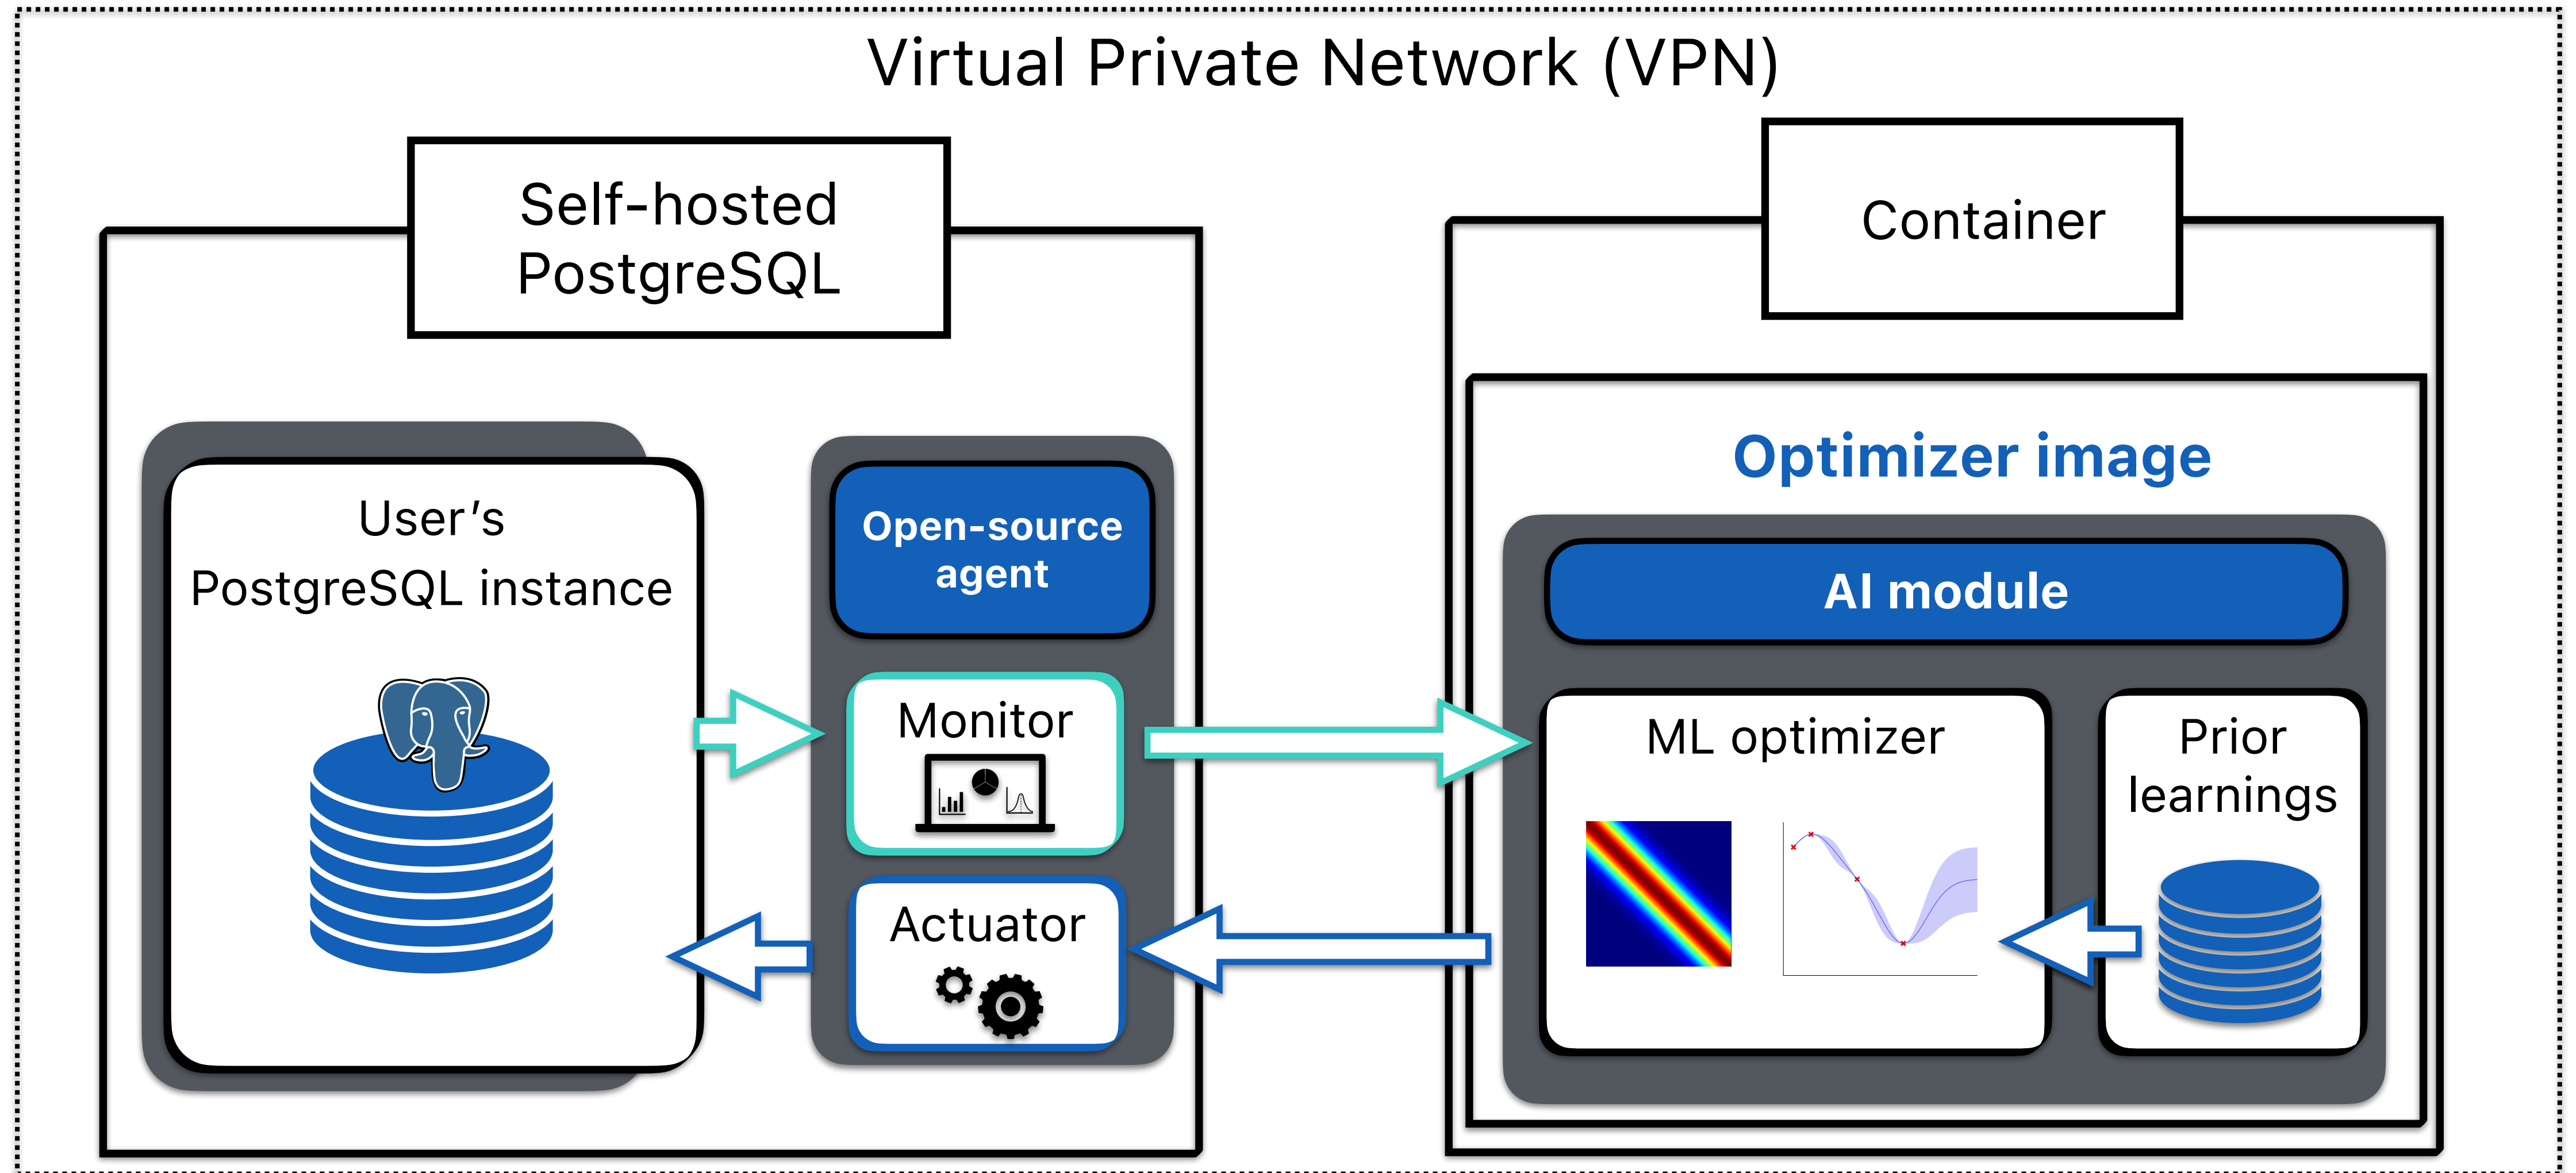 Virtual Private Network (VPN)
Self-hosted
PostgreSQL
Container
User’s
PostgreSQL instance
Open-source
agent
Monitor
Actuator
Optimizer image
AI module
ML optimizer
Prior
learnings